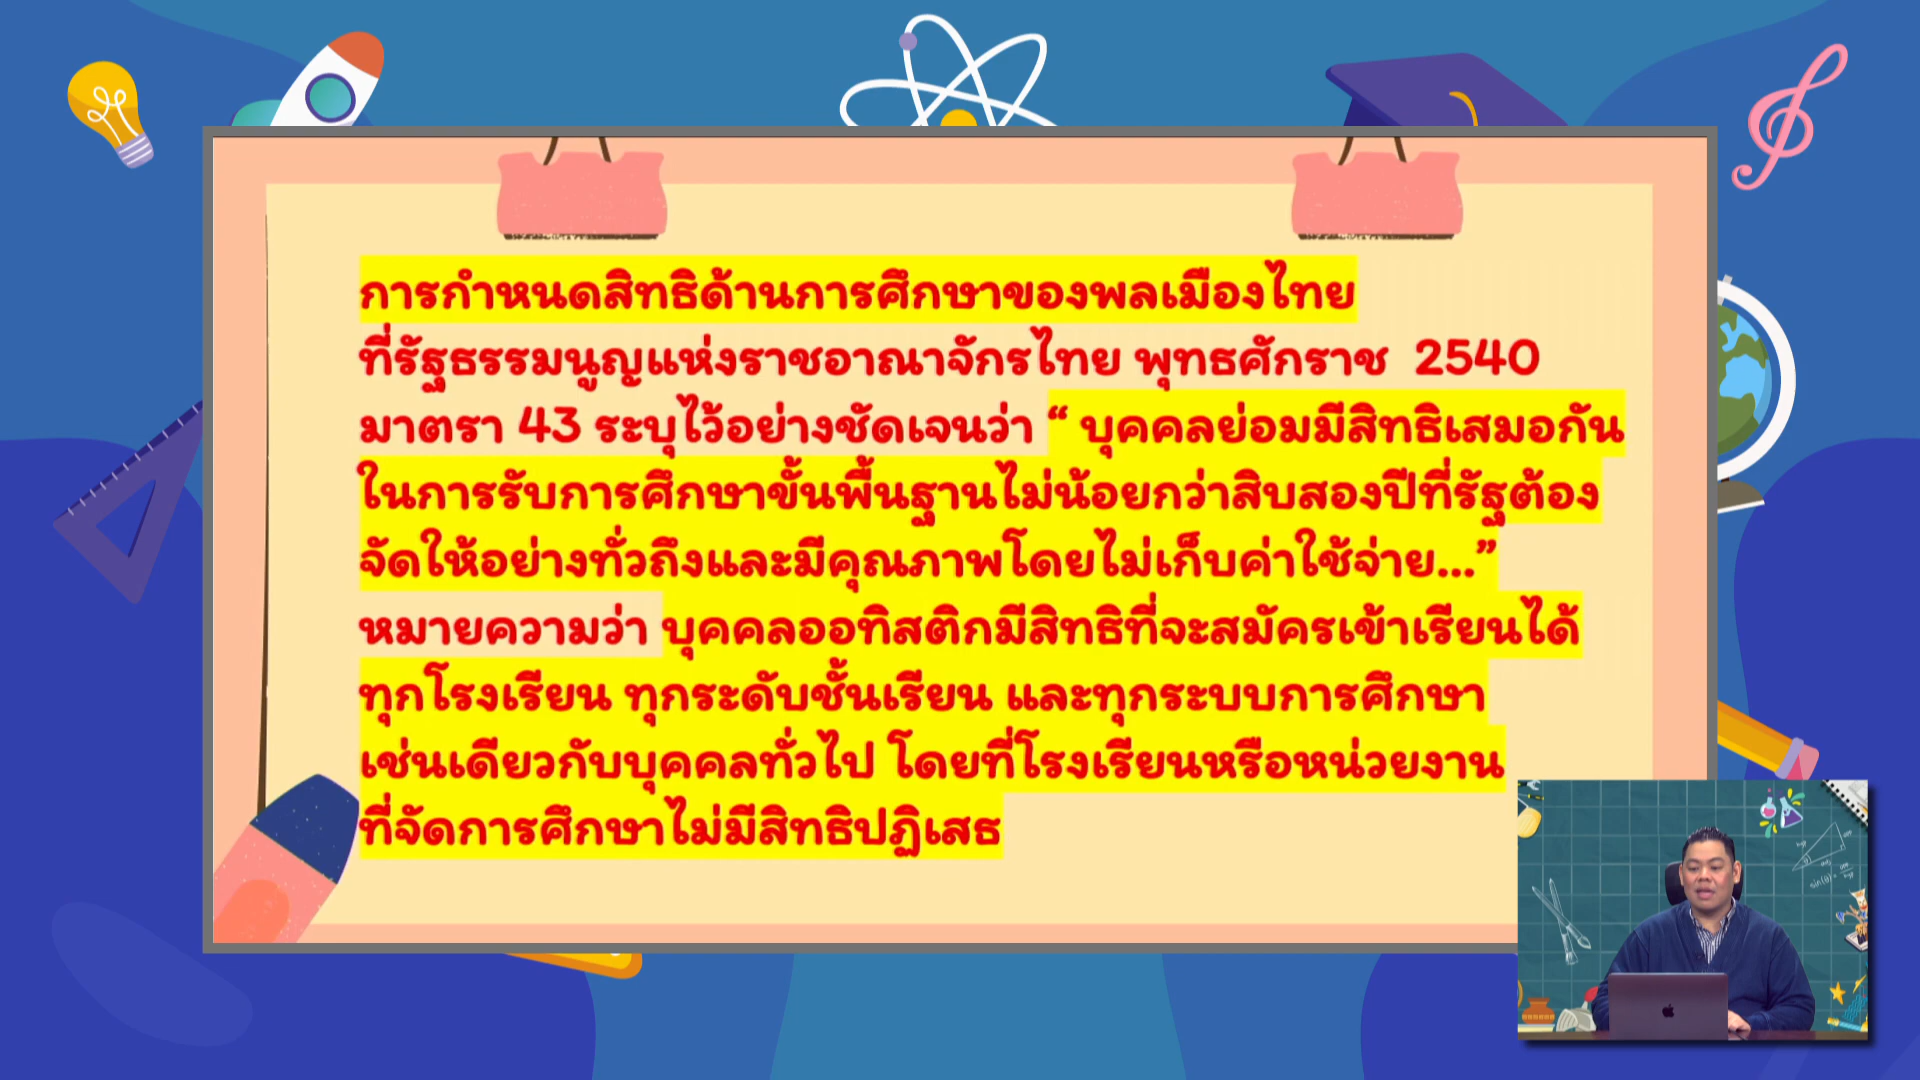 การกำหนดสิทธิด้านการศึกษาของพลเมืองไทย
ที่รัฐธรรมนูญแห่งราชอาณาจักรไทย พุทธศักราช 2540
มาตรา 43 ระบุไว้อย่างชัดเจนว่า “ บุคคลย่อมมีสิทธิเสมอกัน
ในการรับการศึกษาขั้นพื้นฐานไม่น้อยกว่าสิบสองปีที่รัฐต้อง
จัดให้อย่างทั่วถึงและมีคุณภาพโดยไม่เก็บค่าใช้จ่าย...”
หมายความว่า บุคคลออทิสติกมีสิทธิที่จะสมัครเข้าเรียนได้
ทุกโรงเรียน ทุกระดับชั้นเรียน และทุกระบบการศึกษา
เช่นเดียวกับบุคคลทั่วไป โดยที่โรงเรียนหรือหน่วยงาน
ที่จัดการศึกษาไม่มีสิทธิปฏิเสธ